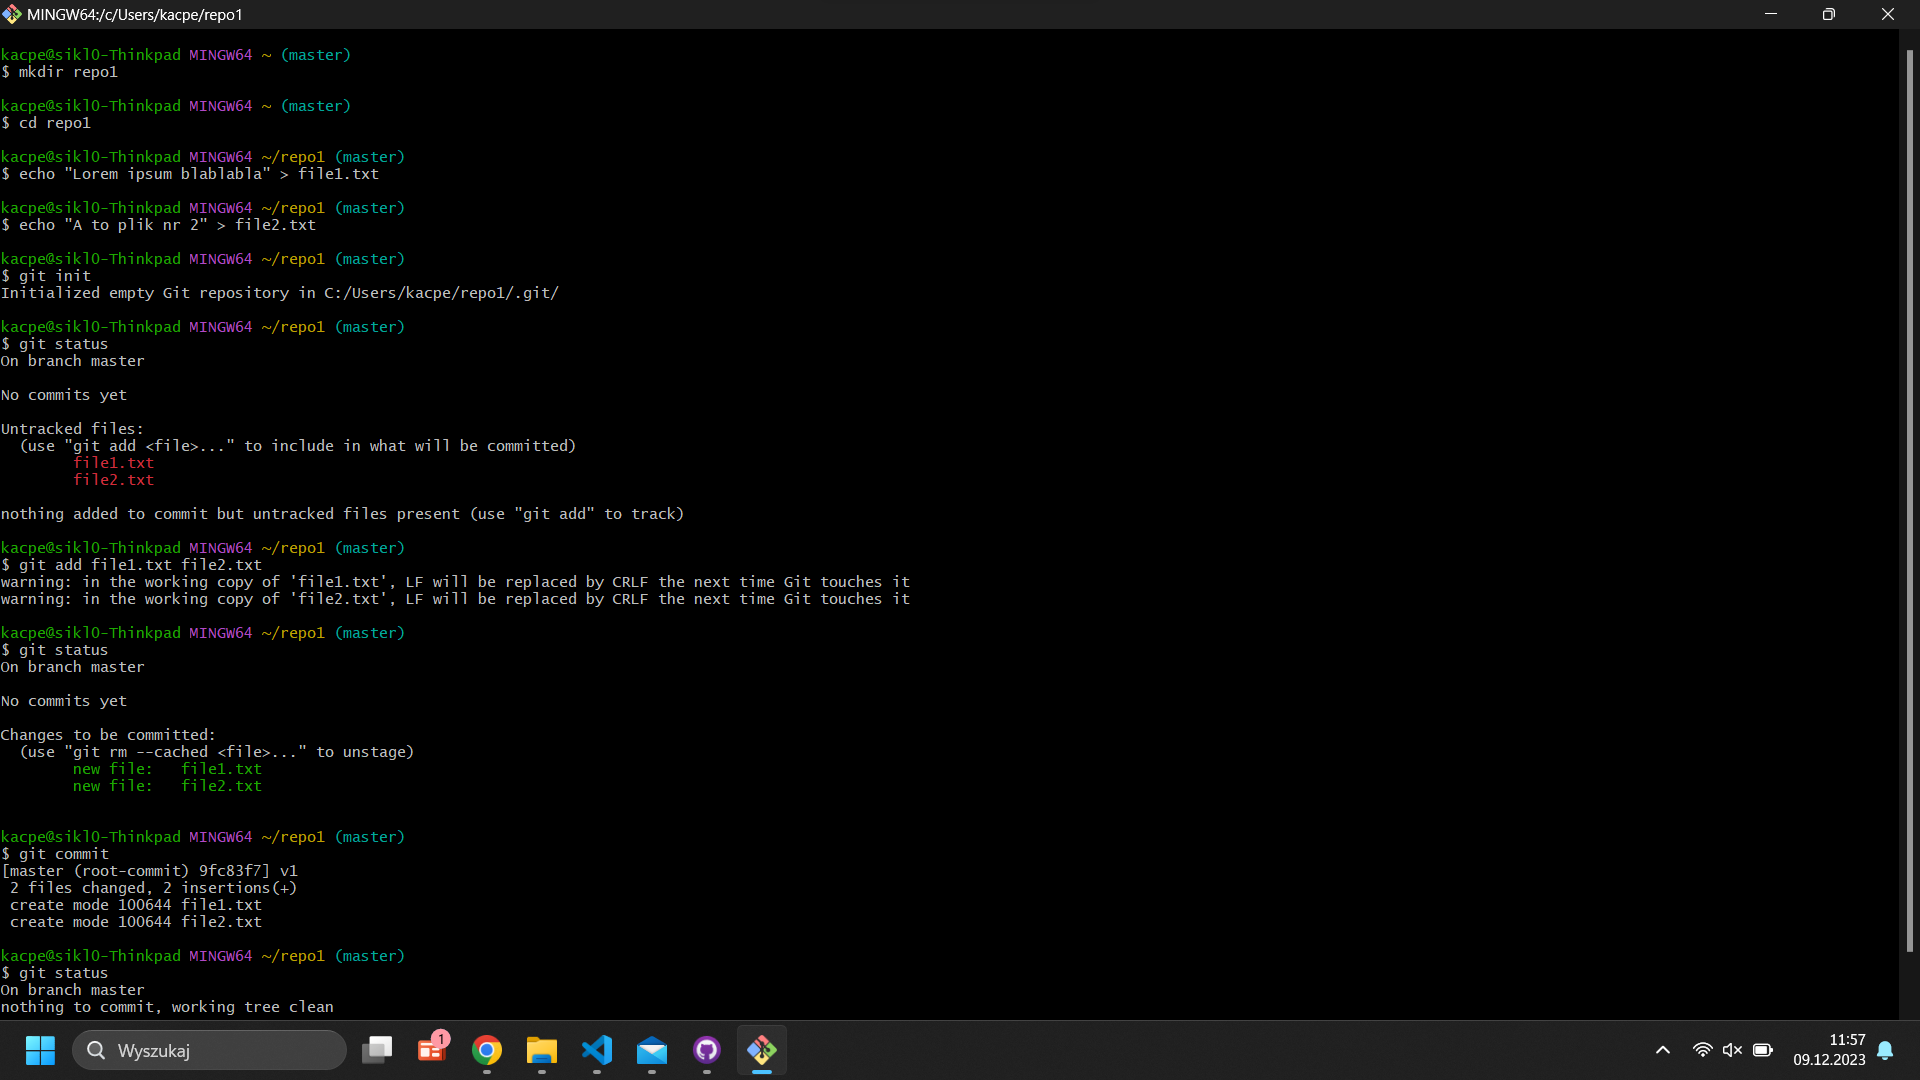 MINGW64:/c/Users/kacpe/repo1
kacpe@sikl0-Thinkpad MINGW64 ~ (master)
$ mkdir repo1
kacpe@sikl0-Thinkpad MINGW64 ~ (master)
$ cd repo1
kacpe@sikl0-Thinkpad MINGW64 ~/repo1 (master)
$ echo "Lorem ipsum blablabla" > file1.txt
kacpe@sikl0-Thinkpad MINGW64 ~/repo1 (master)
$ echo "A to plik nr 2" > file2.txt
kacpe@sikl0-Thinkpad MINGW64 ~/repo1 (master)
$ git init
Initialized empty Git repository in C:/Users/kacpe/repo1/.git/
kacpe@sikl0-Thinkpad MINGW64 ~/repo1 (master)
$ git status
On branch master
No commits yet
Untracked files:
  (use "git add <file>..." to include in what will be committed)
        file1.txt
        file2.txt
nothing added to commit but untracked files present (use "git add" to track)
kacpe@sikl0-Thinkpad MINGW64 ~/repo1 (master)
$ git add file1.txt file2.txt
warning: in the working copy of 'file1.txt', LF will be replaced by CRLF the next time Git touches it
warning: in the working copy of 'file2.txt', LF will be replaced by CRLF the next time Git touches it
kacpe@sikl0-Thinkpad MINGW64 ~/repo1 (master)
$ git status
On branch master
No commits yet
Changes to be committed:
  (use "git rm --cached <file>..." to unstage)
        new file:   file1.txt
        new file:   file2.txt
kacpe@sikl0-Thinkpad MINGW64 ~/repo1 (master)
$ git commit
[master (root-commit) 9fc83f7] v1
 2 files changed, 2 insertions(+)
 create mode 100644 file1.txt
 create mode 100644 file2.txt
kacpe@sikl0-Thinkpad MINGW64 ~/repo1 (master)
$ git status
On branch master
nothing to commit, working tree clean
Wyszukaj
1
11:57
09.12.2023